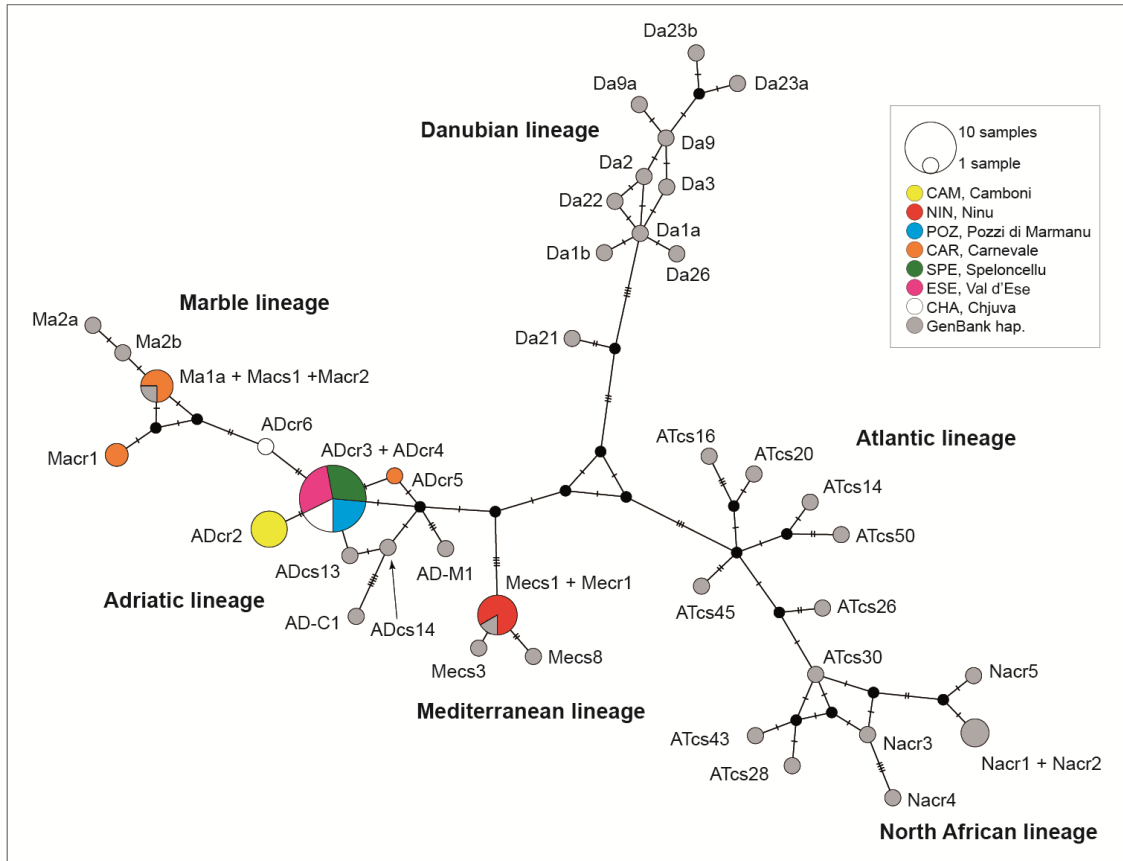 Da23b
Da9a
Da23a
Danubian lineage
Da9
Da2
Da3
Da22
Da1a
Da1b
Da26
Da21
10 samples
1 sample
CAM, Camboni
NIN, Ninu
POZ, Pozzi di Marmanu
CAR, Carnevale
SPE, Speloncellu
ESE, Val d'Ese
CHA, Chjuva
GenBank hap.
Marble lineage
Ma2a
Ma2b
Ma1a + Macs1 +Macr2
Macr1
ADcr6
ADcr3 + ADcr4
ADcr5
ADcr2
ADcs13
AD-M1
Adriatic lineage
AD-C1
ADcs14
Mecs1 + Mecr1
Mecs3
Mecs8
Mediterranean lineage
Atlantic lineage
ATcs16
ATcs20
ATcs14
ATcs50
ATcs45
ATcs26
ATcs30
Nacr5
ATcs43
Nacr3
ATcs28
Nacr1 + Nacr2
Nacr4
North African lineage